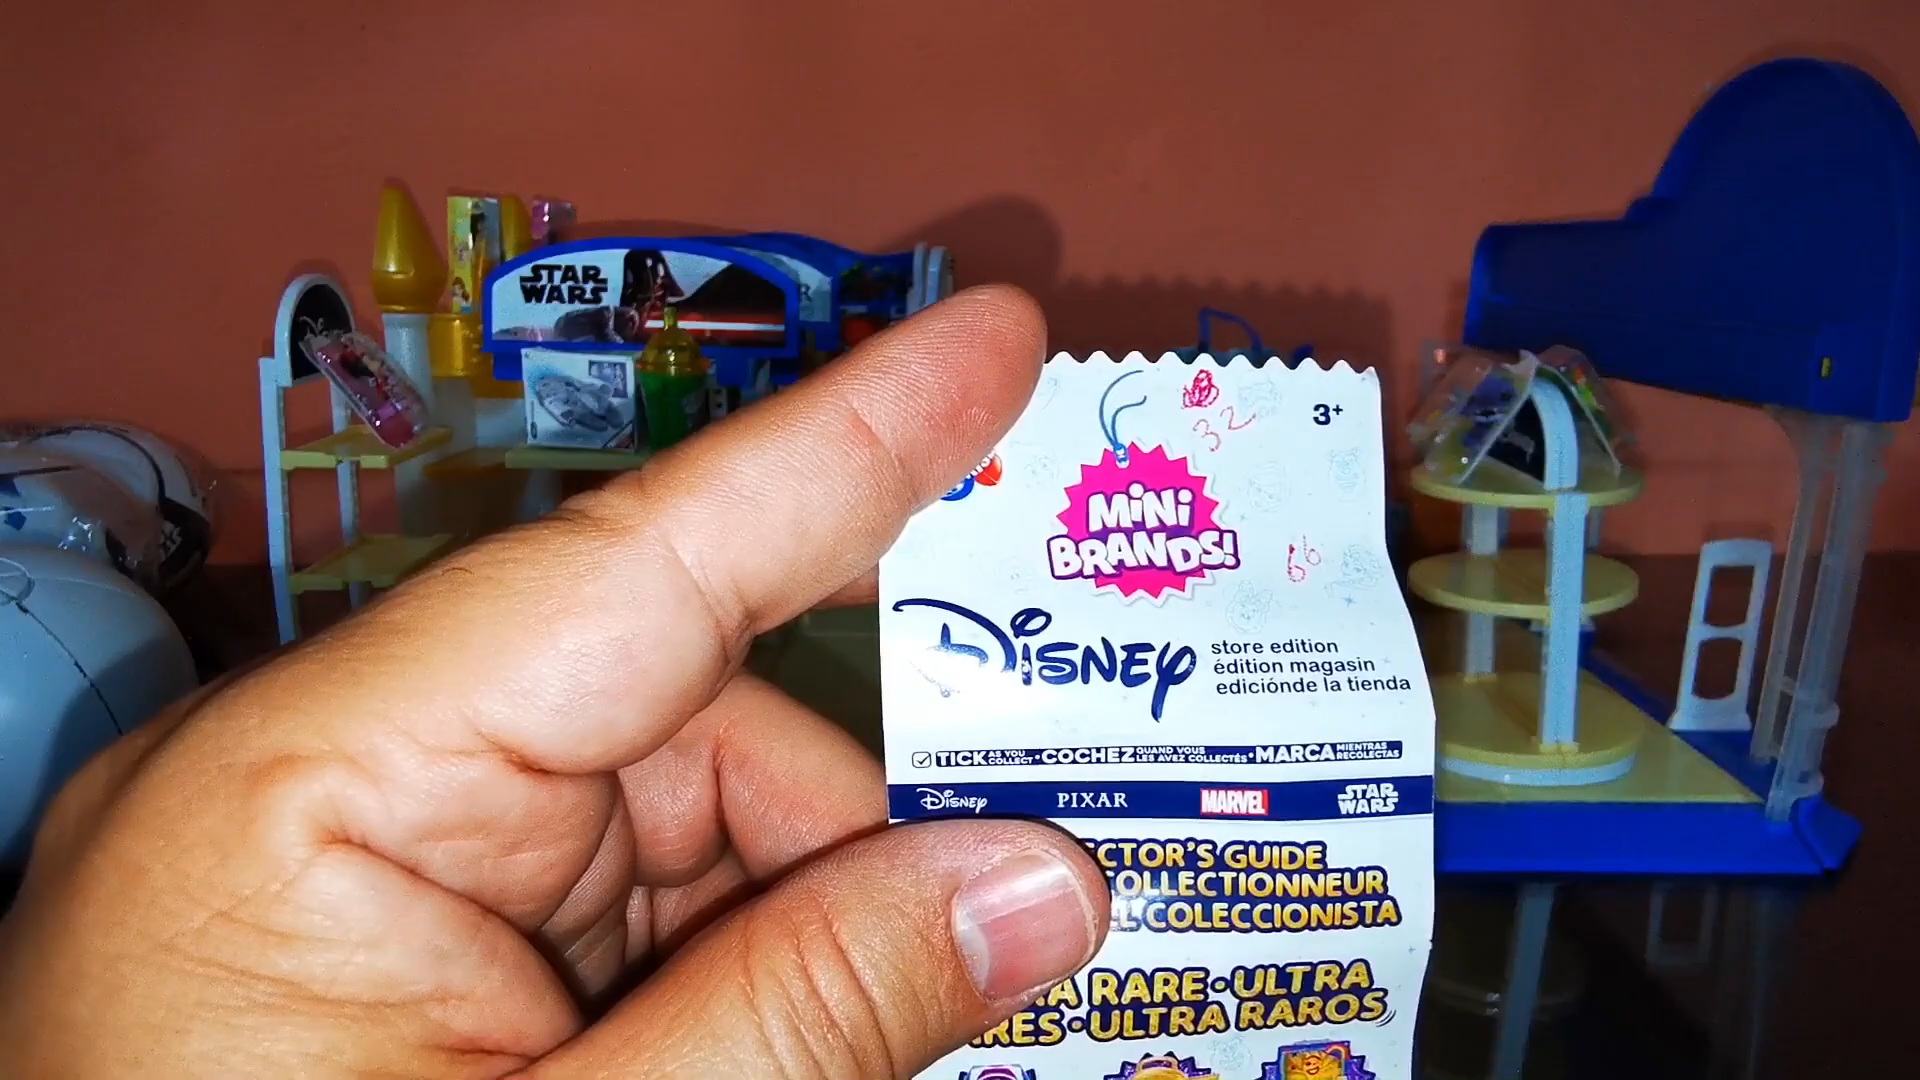 STAR
WARS
32
3+
MiNi
BRANDS!
66
Disney
store edition
édition magasin
ediciónde la tienda
TICK AS YOU COLLECT • COCHEZ QUAND VOUS LES AVEZ COLLECTÉS • MARCA MIENTRAS RECOLECTAS
Disney PIXAR MARVEL STAR WARS
ECTOR'S GUIDE
COLLECTIONNEUR
L COLECCIONISTA
A RARE • ULTRA
RES • ULTRA RAROS